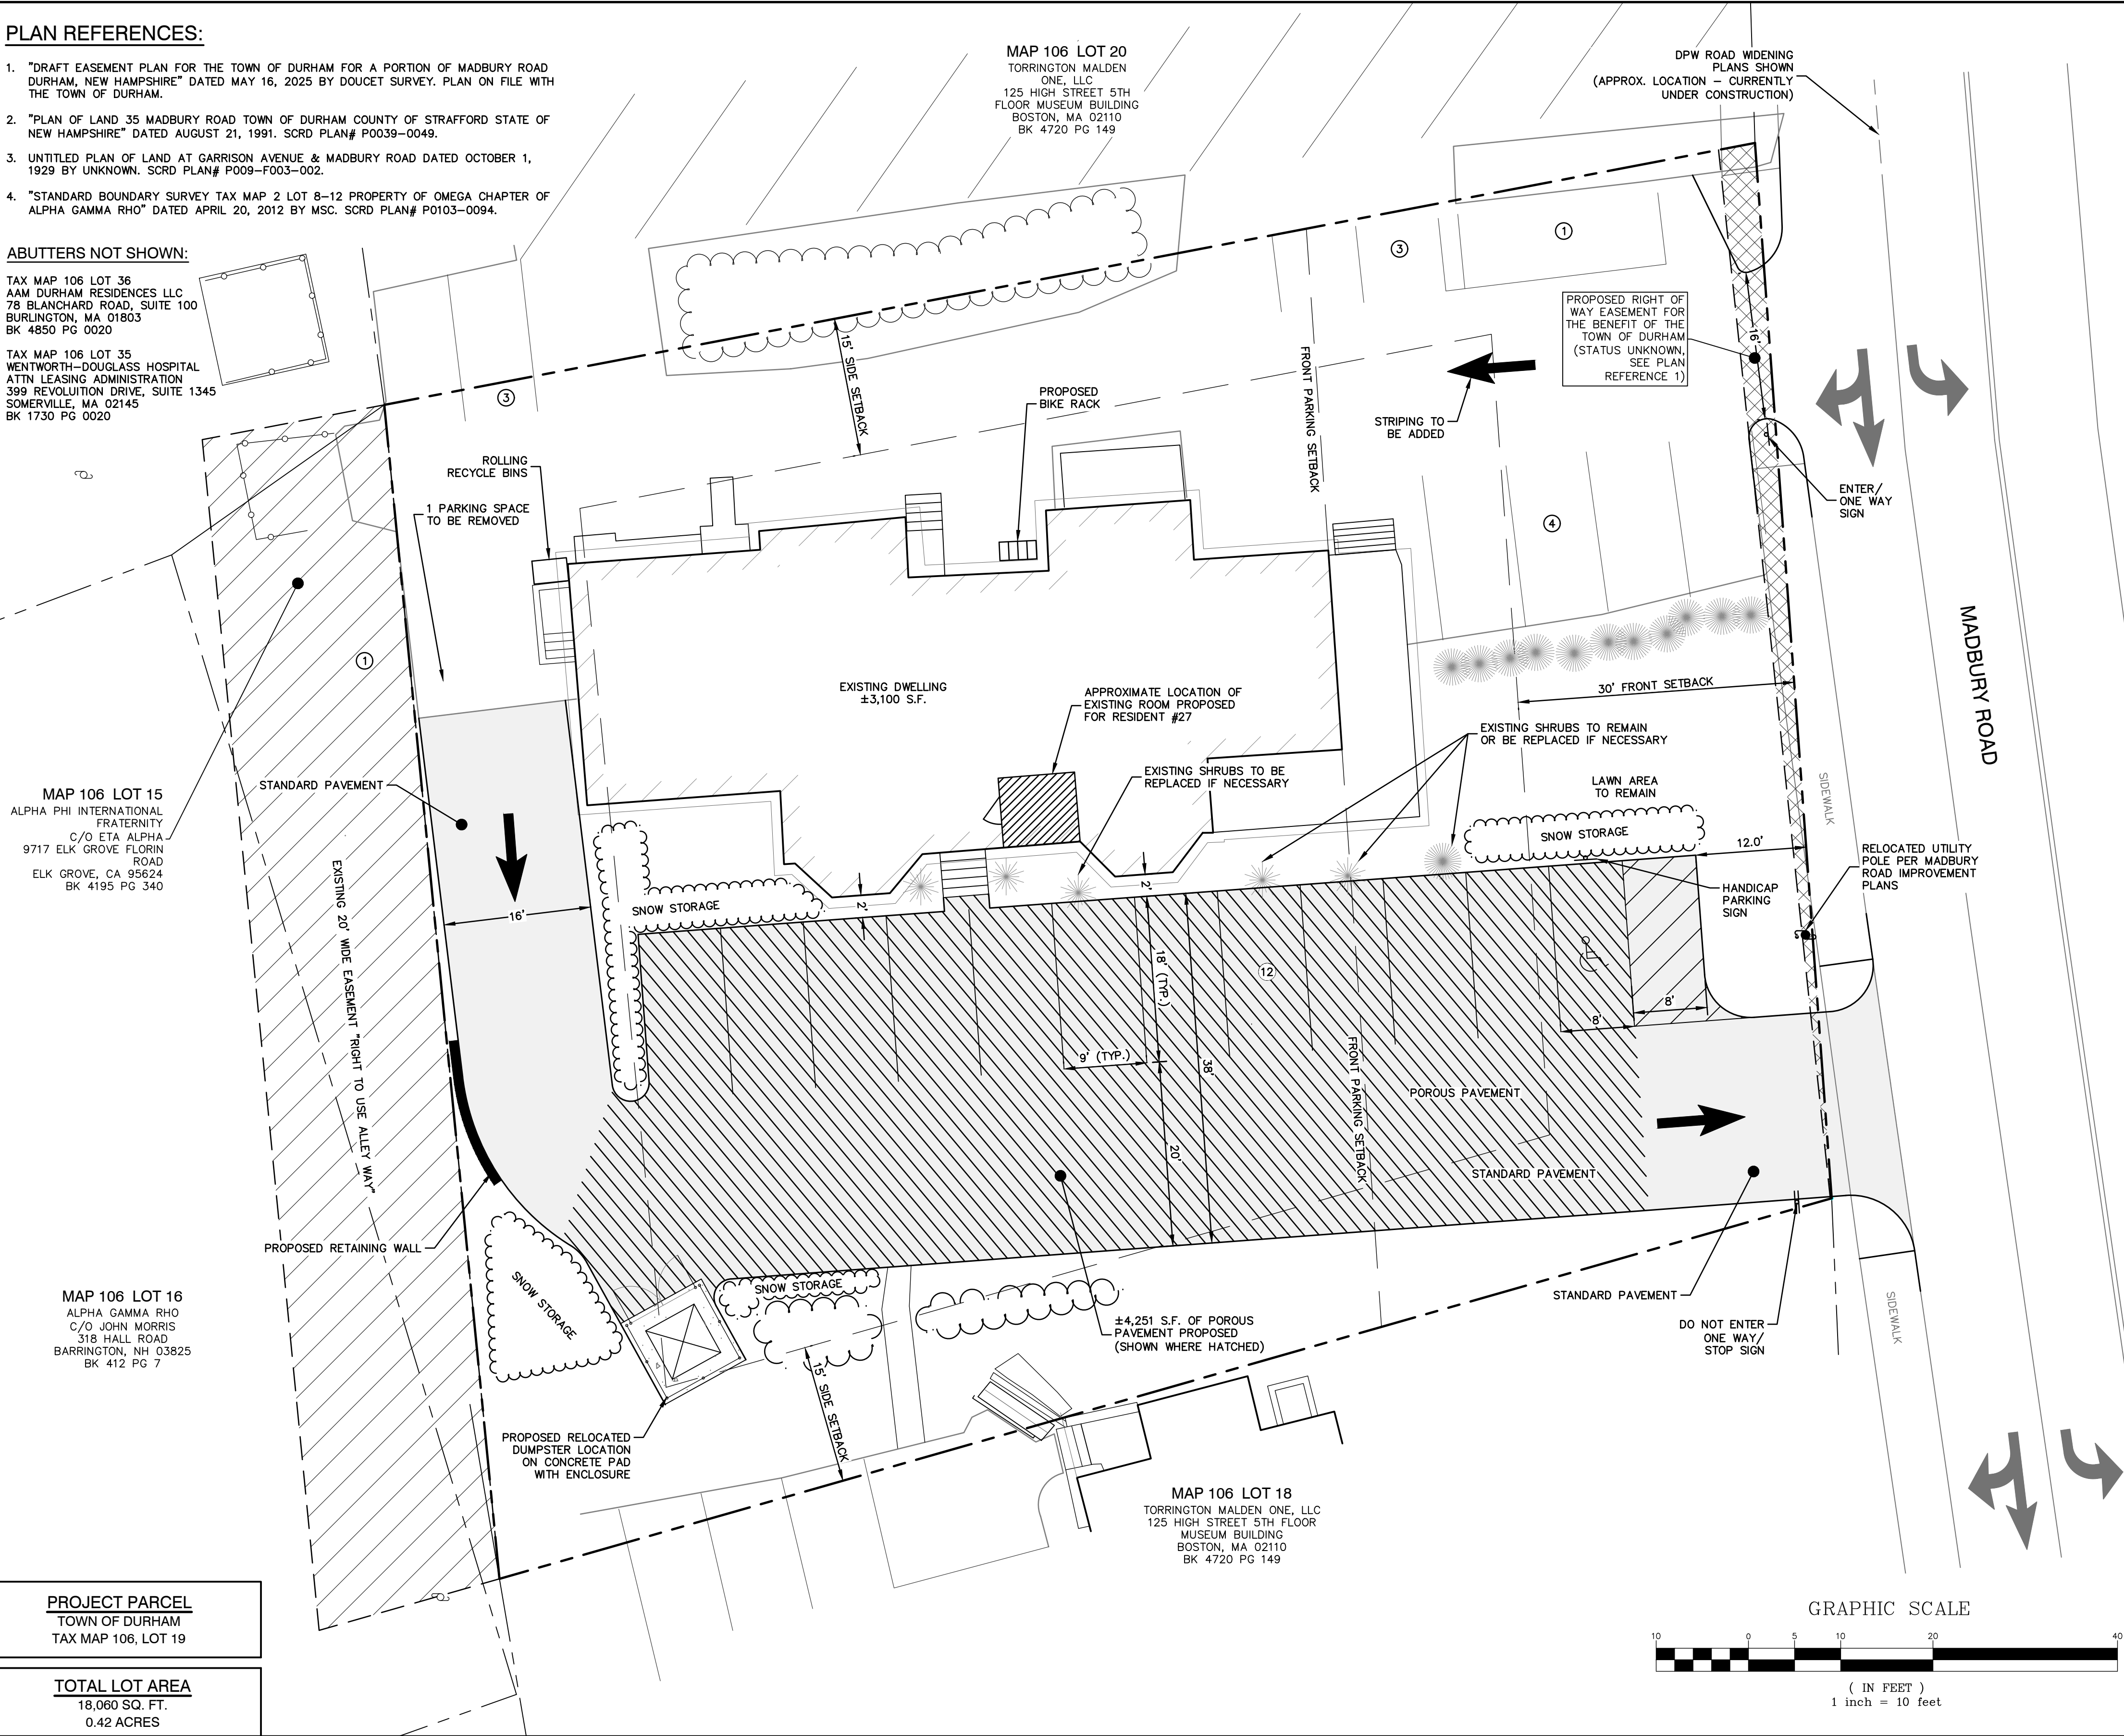 PLAN REFERENCES:
1. "DRAFT EASEMENT PLAN FOR THE TOWN OF DURHAM FOR A PORTION OF MADBURY ROAD
DURHAM, NEW HAMPSHIRE" DATED MAY 16, 2025 BY DOUCET SURVEY. PLAN ON FILE WITH
THE TOWN OF DURHAM.
2. "PLAN OF LAND 35 MADBURY ROAD TOWN OF DURHAM COUNTY OF STRAFFORD STATE OF
NEW HAMPSHIRE" DATED AUGUST 21, 1991. SCRD PLAN# P0039-0049.
3. UNTITLED PLAN OF LAND AT GARRISON AVENUE & MADBURY ROAD DATED OCTOBER 1,
1929 BY UNKNOWN. SCRD PLAN# P009-F003-002.
4. "STANDARD BOUNDARY SURVEY TAX MAP 2 LOT 8-12 PROPERTY OF OMEGA CHAPTER OF
ALPHA GAMMA RHO" DATED APRIL 20, 2012 BY MSC. SCRD PLAN# P0103-0094.
ABUTTERS NOT SHOWN:
TAX MAP 106 LOT 36
AAM DURHAM RESIDENCES LLC
78 BLANCHARD ROAD, SUITE 100
BURLINGTON, MA 01803
BK 4850 PG 0020
TAX MAP 106 LOT 35
WENTWORTH-DOUGLASS HOSPITAL
ATTN LEASING ADMINISTRATION
399 REVOLUITION DRIVE, SUITE 1345
SOMERVILLE, MA 02145
BK 1730 PG 0020
MAP 106 LOT 20
TORRINGTON MALDEN
ONE, LLC
125 HIGH STREET 5TH
FLOOR MUSEUM BUILDING
BOSTON, MA 02110
BK 4720 PG 149
DPW ROAD WIDENING
PLANS SHOWN
(APPROX. LOCATION - CURRENTLY
UNDER CONSTRUCTION)
1
3
PROPOSED RIGHT OF
WAY EASEMENT FOR
THE BENEFIT OF THE
TOWN OF DURHAM
(STATUS UNKNOWN,
SEE PLAN
REFERENCE 1)
16'
15' SIDE SETBACK
FRONT PARKING SETBACK
3
PROPOSED
BIKE RACK
STRIPING TO
BE ADDED
ROLLING
RECYCLE BINS
1 PARKING SPACE
TO BE REMOVED
ENTER/
ONE WAY
SIGN
4
MADBURY ROAD
1
EXISTING DWELLING
±3,100 S.F.
APPROXIMATE LOCATION OF
EXISTING ROOM PROPOSED
FOR RESIDENT #27
30' FRONT SETBACK
EXISTING SHRUBS TO REMAIN
OR BE REPLACED IF NECESSARY
EXISTING SHRUBS TO BE
REPLACED IF NECESSARY
LAWN AREA
TO REMAIN
SIDEWALK
STANDARD PAVEMENT
MAP 106 LOT 15
ALPHA PHI INTERNATIONAL
FRATERNITY
C/O ETA ALPHA
9717 ELK GROVE FLORIN
ROAD
ELK GROVE, CA 95624
BK 4195 PG 340
SNOW STORAGE
12.0'
RELOCATED UTILITY
POLE PER MADBURY
ROAD IMPROVEMENT
PLANS
HANDICAP
PARKING
SIGN
EXISTING 20' WIDE EASEMENT "RIGHT TO USE ALLEY WAY"
16'
SNOW STORAGE
2'
2'
18' (TYP.)
12
8'
8'
9' (TYP.)
38'
20'
FRONT PARKING SETBACK
POROUS PAVEMENT
STANDARD PAVEMENT
PROPOSED RETAINING WALL
SNOW STORAGE
SNOW STORAGE
MAP 106 LOT 16
ALPHA GAMMA RHO
C/O JOHN MORRIS
318 HALL ROAD
BARRINGTON, NH 03825
BK 412 PG 7
±4,251 S.F. OF POROUS
PAVEMENT PROPOSED
(SHOWN WHERE HATCHED)
STANDARD PAVEMENT
DO NOT ENTER
ONE WAY/
STOP SIGN
SIDEWALK
15' SIDE SETBACK
PROPOSED RELOCATED
DUMPSTER LOCATION
ON CONCRETE PAD
WITH ENCLOSURE
MAP 106 LOT 18
TORRINGTON MALDEN ONE, LLC
125 HIGH STREET 5TH FLOOR
MUSEUM BUILDING
BOSTON, MA 02110
BK 4720 PG 149
PROJECT PARCEL
TOWN OF DURHAM
TAX MAP 106, LOT 19
TOTAL LOT AREA
18,060 SQ. FT.
0.42 ACRES
GRAPHIC SCALE
10 0 5 10 20 40
( IN FEET )
1 inch = 10 feet